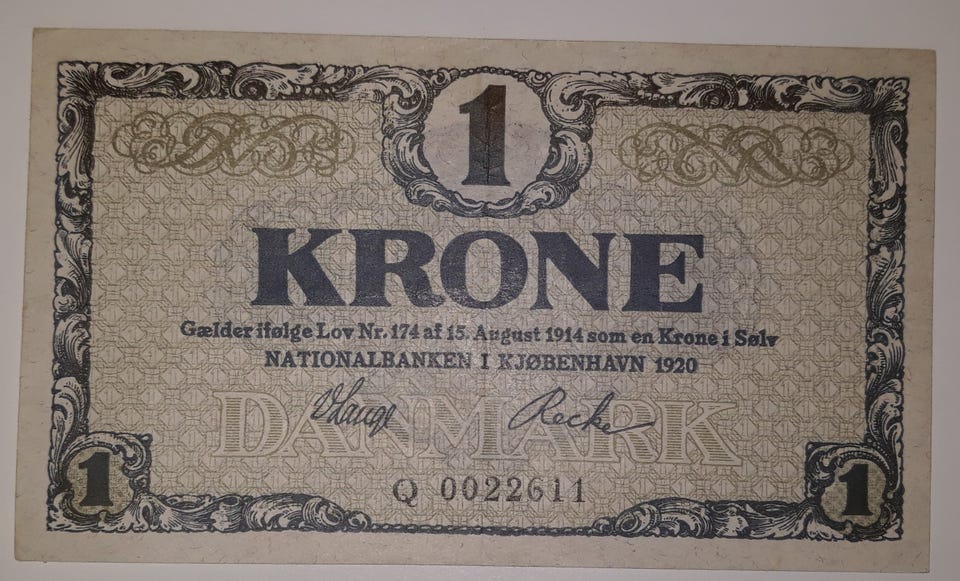 1
KRONE
Gælder ifølge Lov Nr. 174 af 15. August 1914 som en Krone i Sølv
NATIONALBANKEN I KJØBENHAVN 1920
V Lange Recke
DANMARK
Q 0022611
1 1